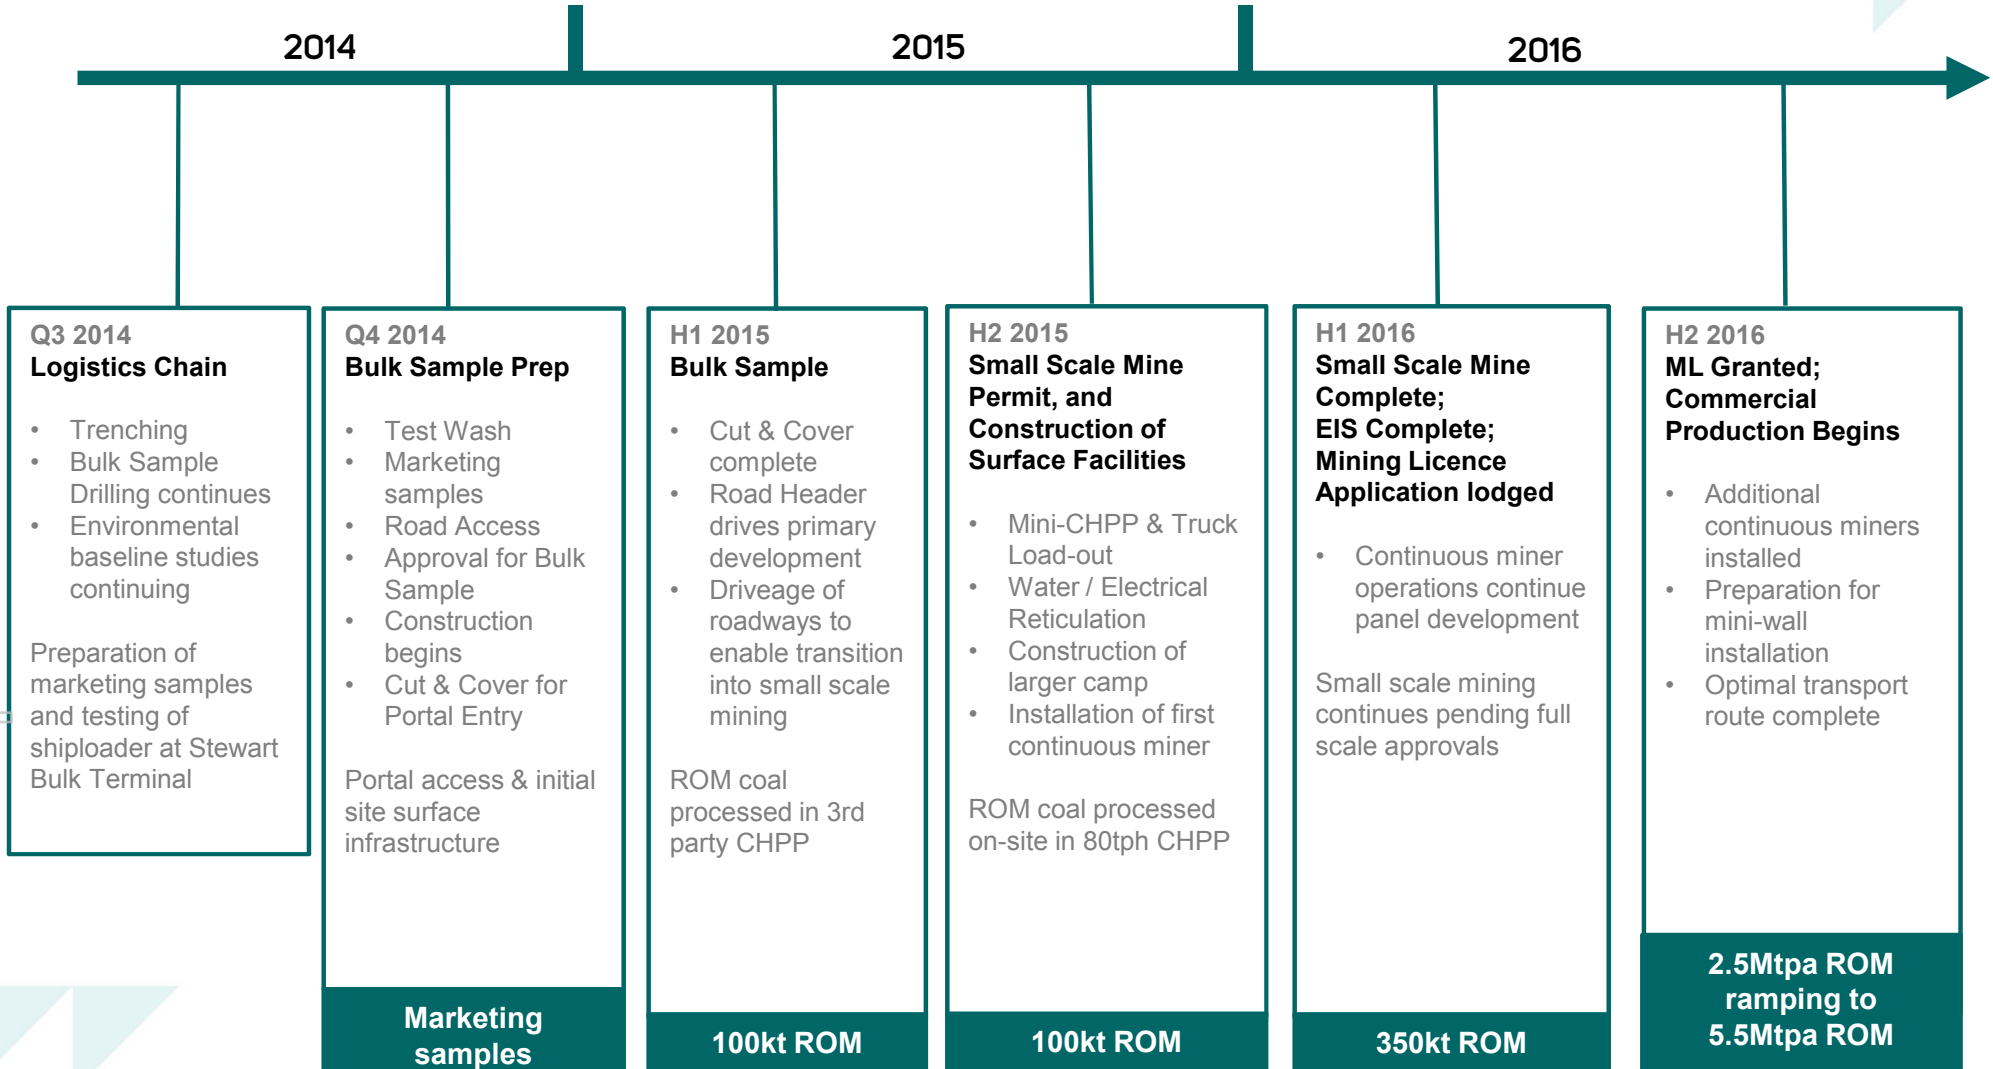 2014
2015
2016
Q3 2014
Logistics Chain
• Trenching
• Bulk Sample
Drilling continues
• Environmental
baseline studies
continuing
Preparation of
marketing samples
and testing of
shiploader at Stewart
Bulk Terminal
Q4 2014
Bulk Sample Prep
• Test Wash
• Marketing
samples
• Road Access
• Approval for Bulk
Sample
• Construction
begins
• Cut & Cover for
Portal Entry
Portal access & initial
site surface
infrastructure
Marketing
samples
H1 2015
Bulk Sample
• Cut & Cover
complete
• Road Header
drives primary
development
• Driveage of
roadways to
enable transition
into small scale
mining
ROM coal
processed in 3rd
party CHPP
100kt ROM
H2 2015
Small Scale Mine
Permit, and
Construction of
Surface Facilities
• Mini-CHPP & Truck
Load-out
• Water / Electrical
Reticulation
• Construction of
larger camp
• Installation of first
continuous miner
ROM coal processed
on-site in 80tph CHPP
100kt ROM
H1 2016
Small Scale Mine
Complete;
EIS Complete;
Mining Licence
Application lodged
• Continuous miner
operations continue
panel development
Small scale mining
continues pending full
scale approvals
350kt ROM
H2 2016
ML Granted;
Commercial
Production Begins
• Additional
continuous miners
installed
• Preparation for
mini-wall
installation
• Optimal transport
route complete
2.5Mtpa ROM
ramping to
5.5Mtpa ROM